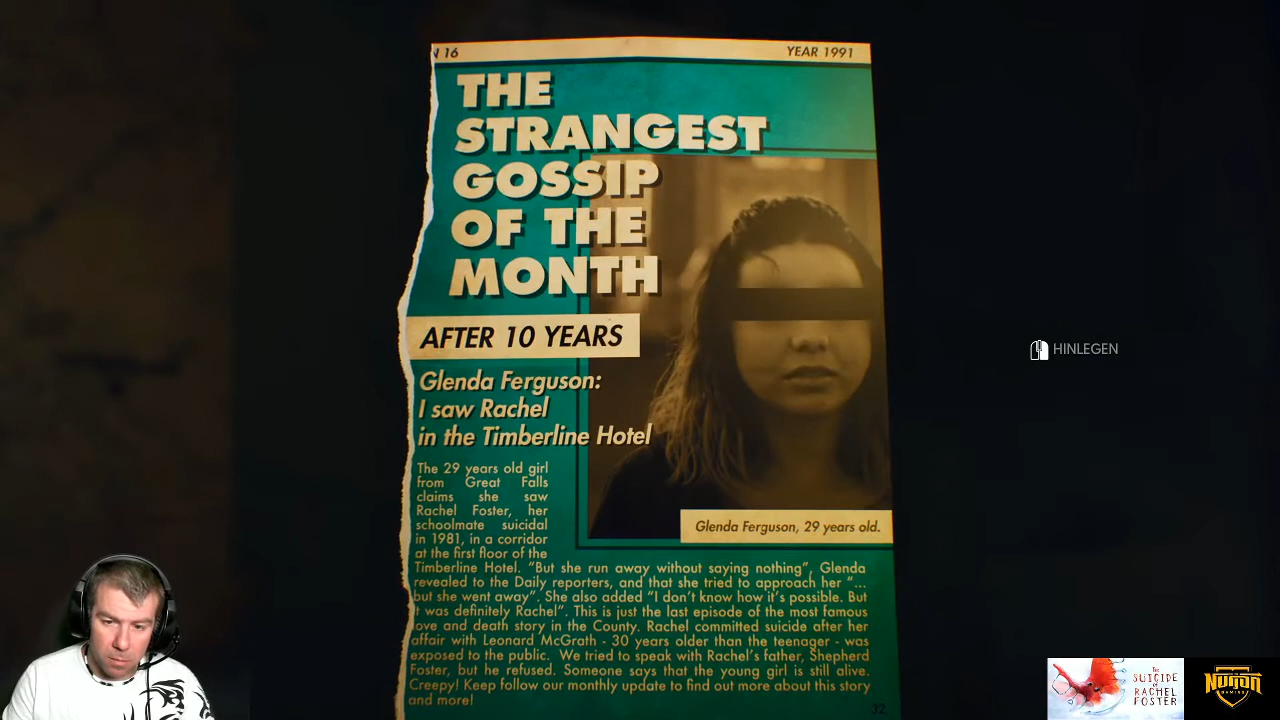 16
YEAR 1991
THE
STRANGEST
GOSSIP
OF THE
MONTH
AFTER 10 YEARS
Glenda Ferguson:
I saw Rachel
in the Timberline Hotel
The 29 years old girl
from Great Falls
claims she saw
Rachel Foster, her
schoolmate suicidal
in 1981, in a corridor
at the first floor of the
Timberline Hotel. "But she run away without saying nothing", Glenda
revealed to the Daily reporters, and that she tried to approach her "...
but she went away". She also added "I don't know how it's possible. But
it was definitely Rachel". This is just the last episode of the most famous
love and death story in the County. Rachel committed suicide after her
affair with Leonard McGrath - 30 years older than the teenager - was
exposed to the public. We tried to speak with Rachel's father, Shepherd
Foster, but he refused. Someone says that the young girl is still alive.
Creepy! Keep follow our monthly update to find out more about this story
and more!
Glenda Ferguson, 29 years old.
32
HINLEGEN
THE
SUICIDE
OF RACHEL
FOSTER
GAMING